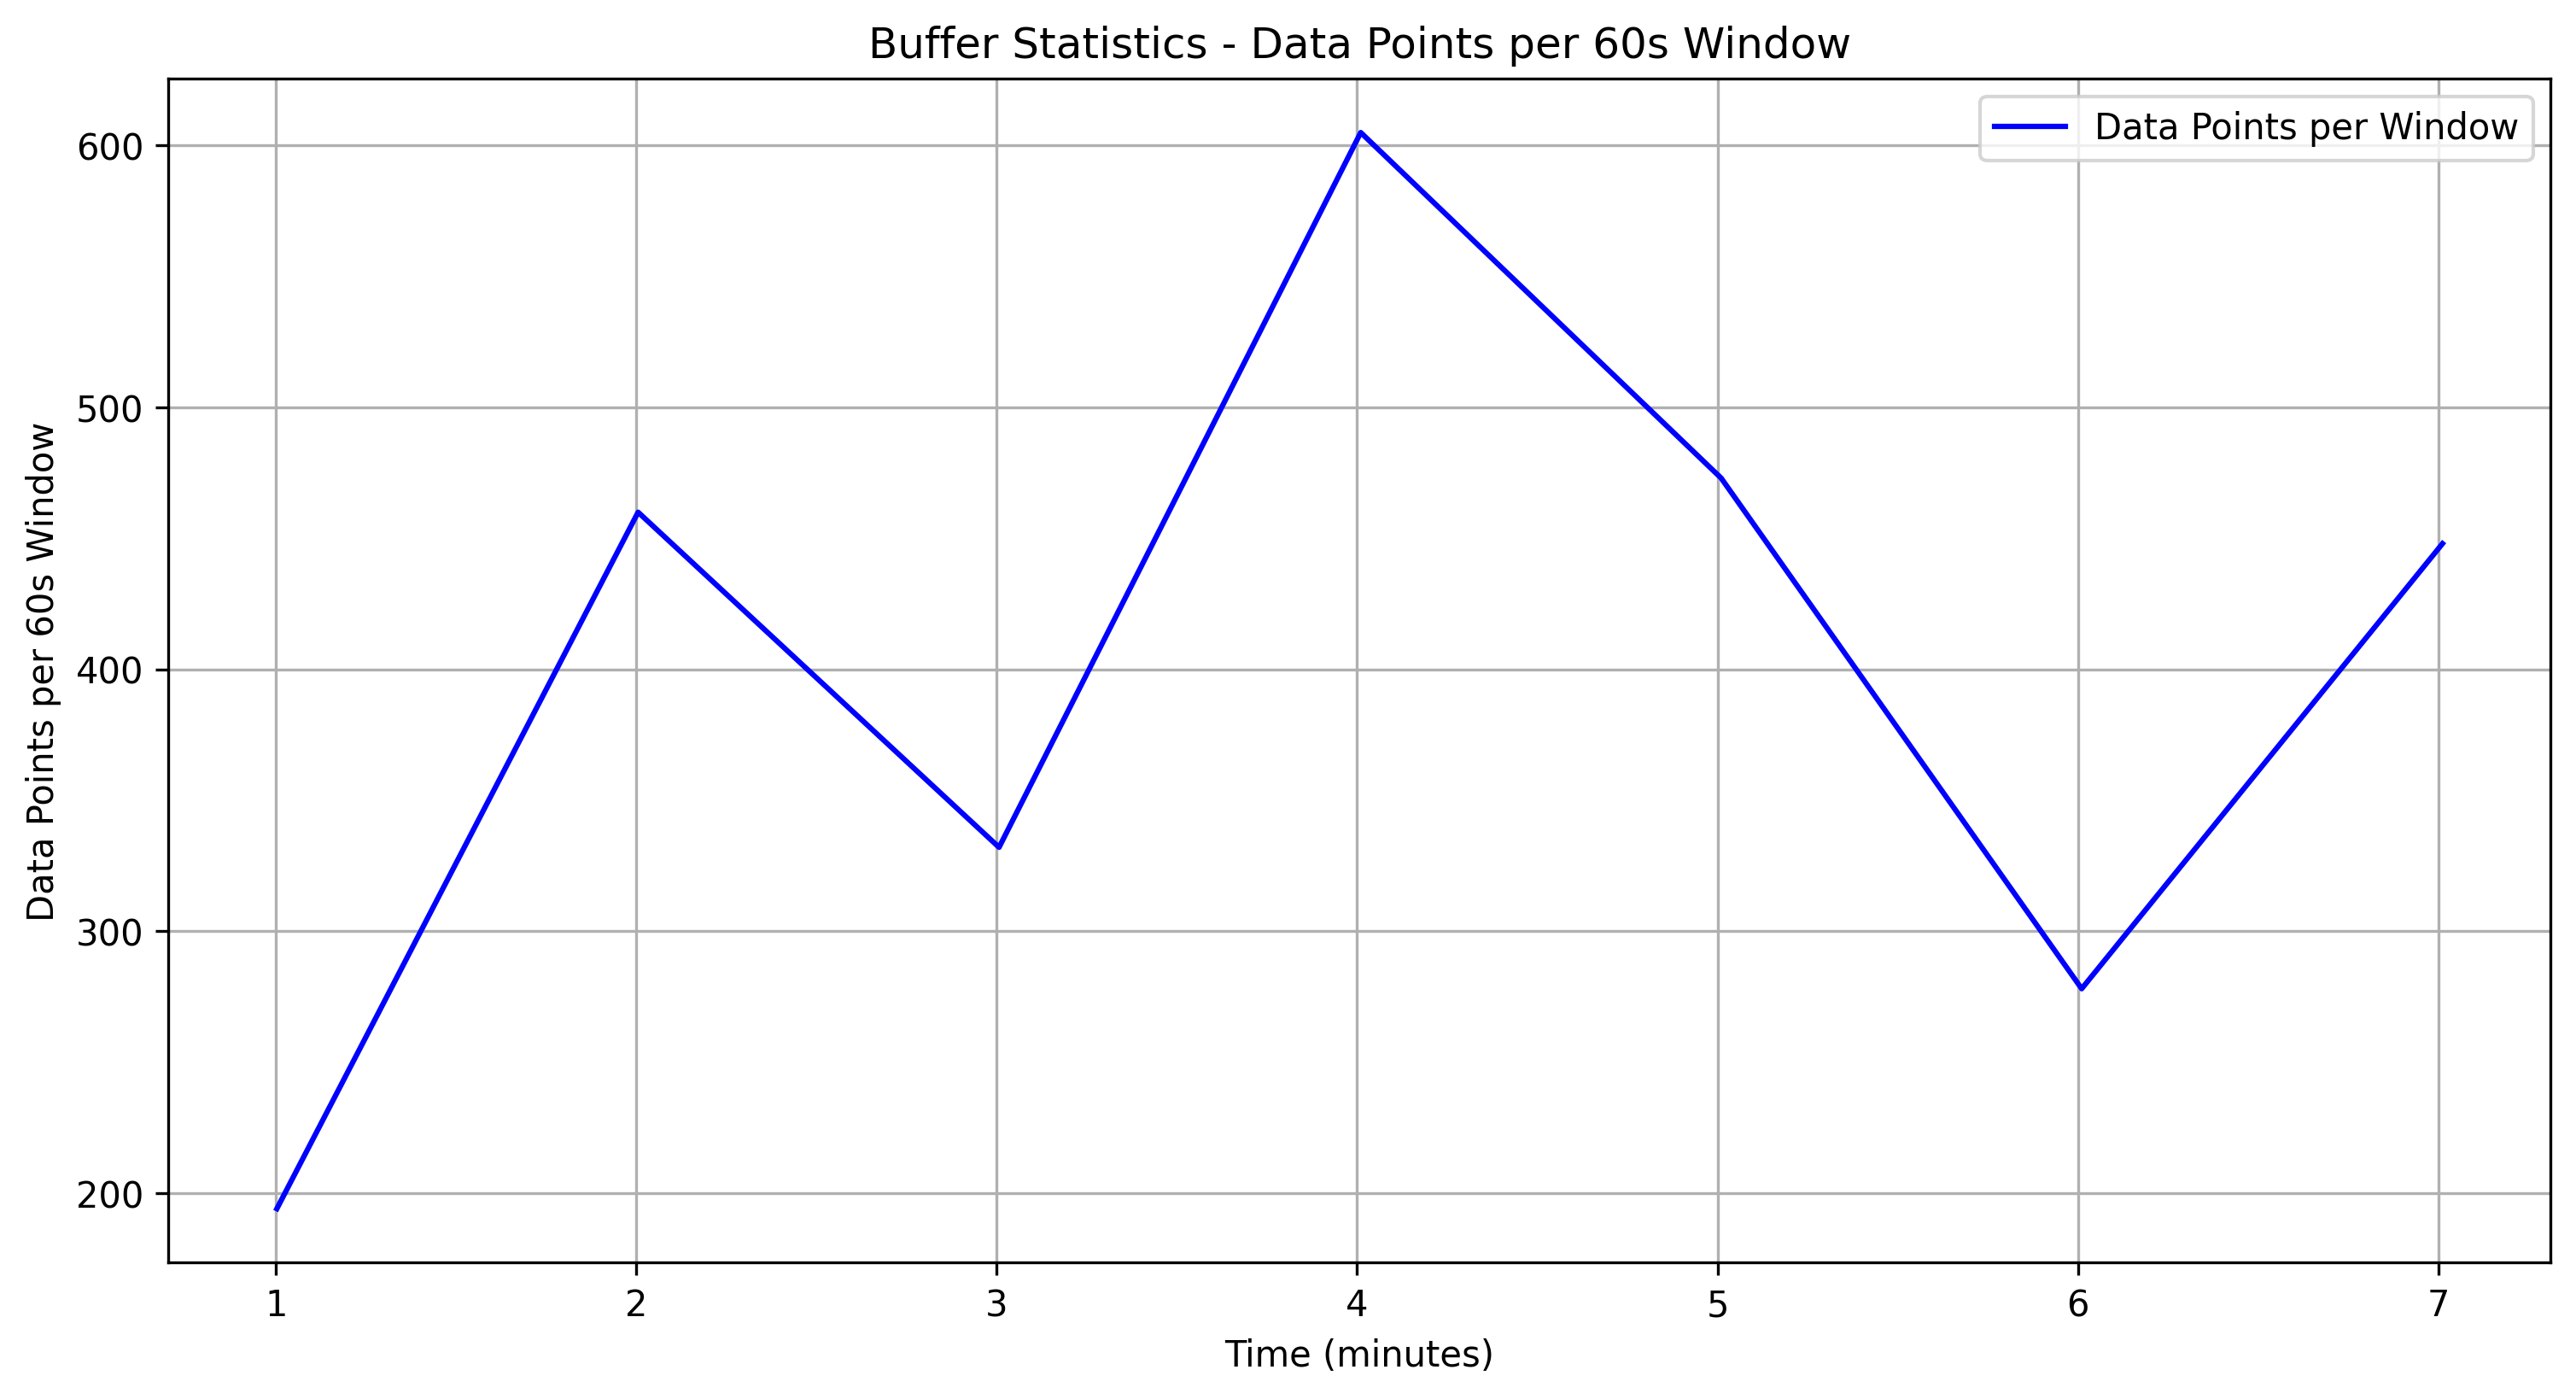 Buffer Statistics - Data Points per 60s Window
Data Points per Window
Data Points per 60s Window
600
500
400
300
200
1 2 3 4 5 6 7
Time (minutes)